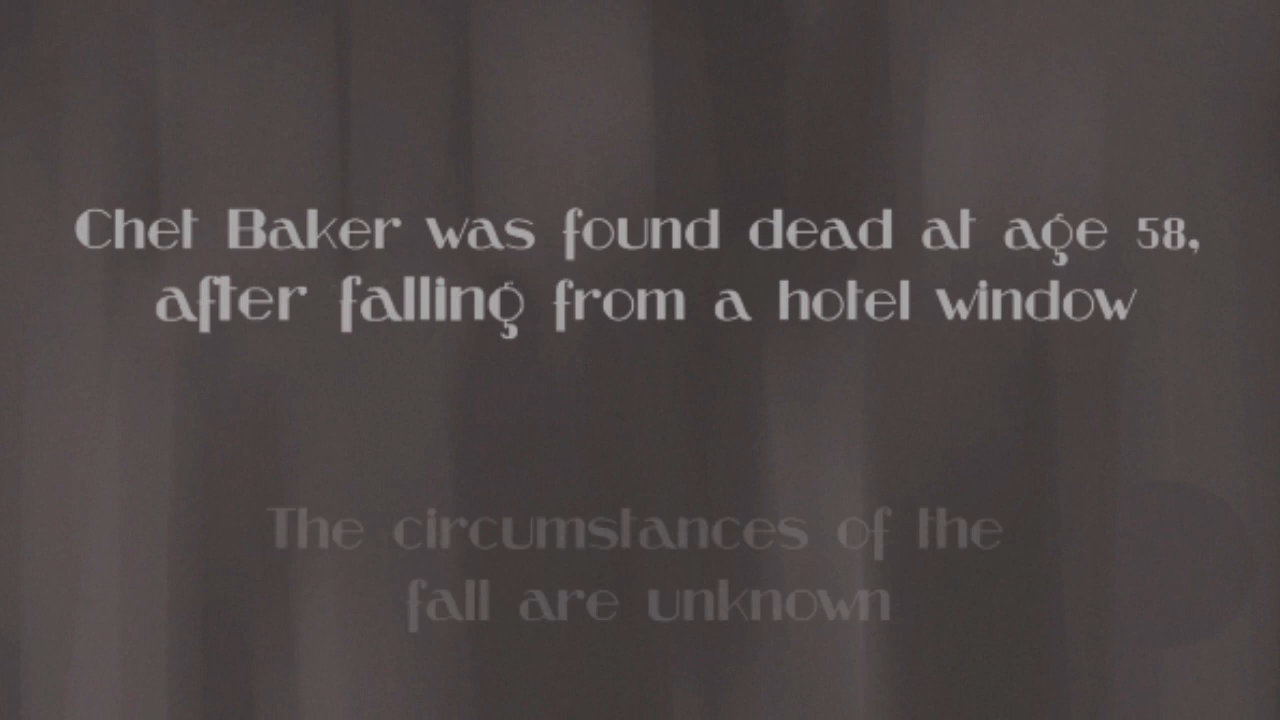 Chet Baker was found dead at age 58,
after falling from a hotel window
The circumstances of the
fall are unknown